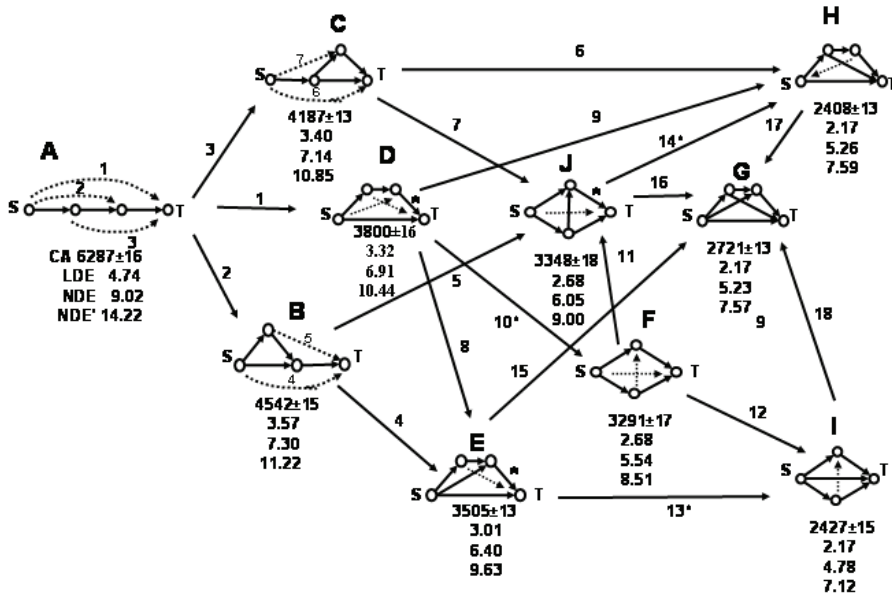 C
H
S
7
T
6
4187±13
3.40
7.14
10.85
6
S
T
2408±13
2.17
5.26
7.59
A
1
2
S
T
3
CA 6287±16
LDE 4.74
NDE 9.02
NDE' 14.22
3
1
2
7
9
14*
17
D
*
S
T
3800±16
3.32
6.91
10.44
J
*
S
T
3348±18
2.68
6.05
9.00
16
G
S
T
2721±13
2.17
5.23
7.57
B
5
S
T
4
4542±15
3.57
7.30
11.22
5
10*
8
11
15
9
18
F
S
T
3291±17
2.68
5.54
8.51
4
12
E
*
S
T
3505±13
3.01
6.40
9.63
13*
I
S
T
2427±15
2.17
4.78
7.12